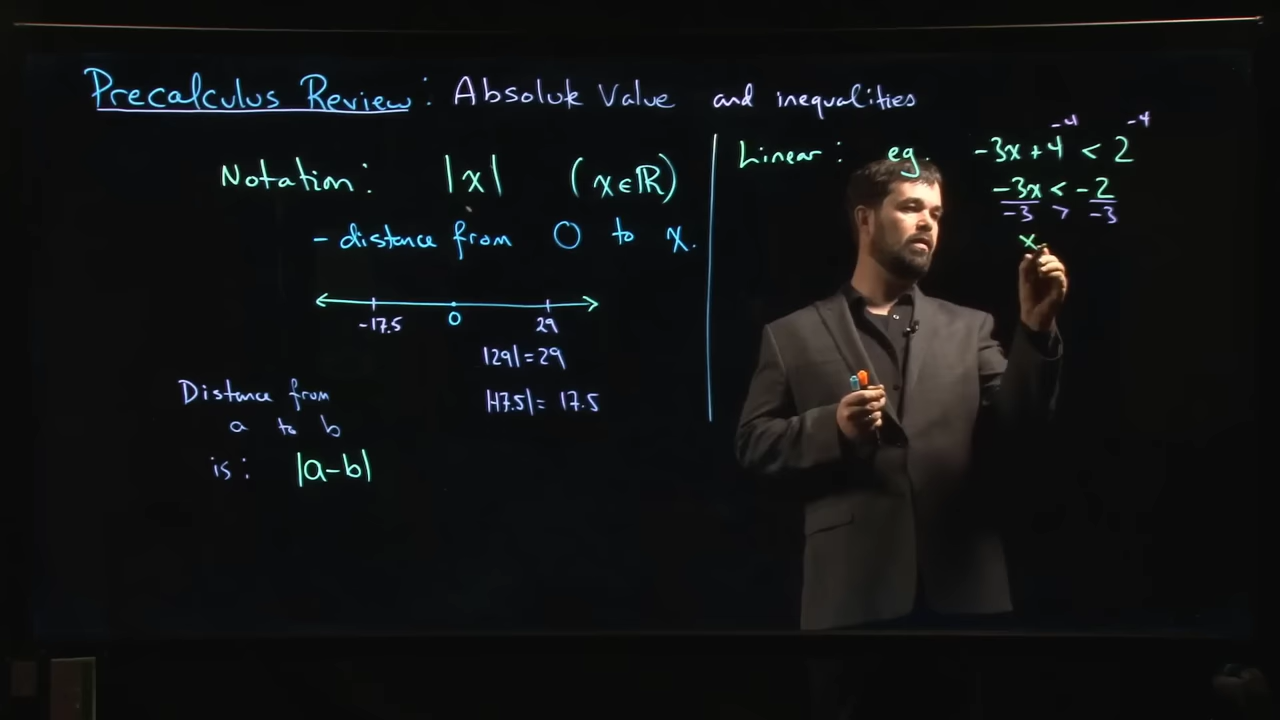 Precalculus Review: Absolute Value and inequalities
Notation: |x| (x∈ℝ)
- distance from 0 to x.
-17.5 0 29
|29|=29
|-17.5|= 17.5
Distance from
a to b
is: |a-b|
-4 -4
Linear: eg. -3x+4 < 2
-3x < -2
-3 > -3
x